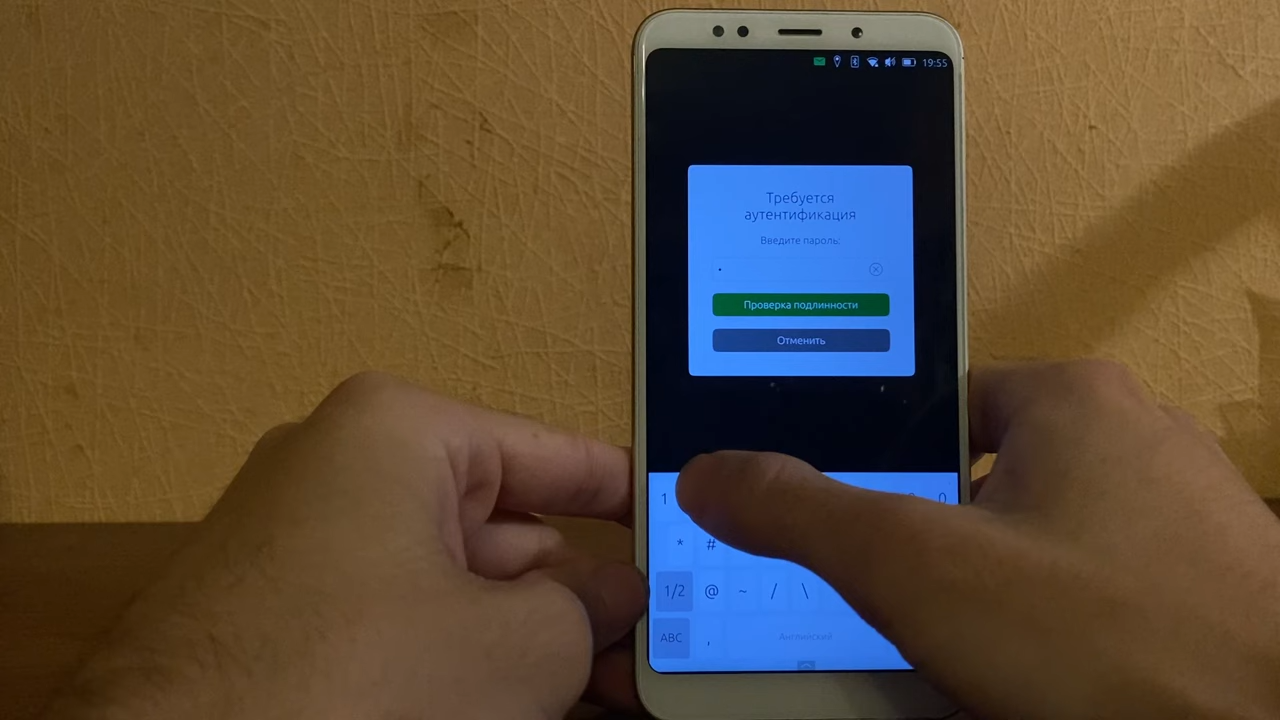 19:55
Требуется
аутентификация
Введите пароль:
Проверка подлинности
Отменить
1 0
* #
1/2 @ ~ / \
ABC , Английский